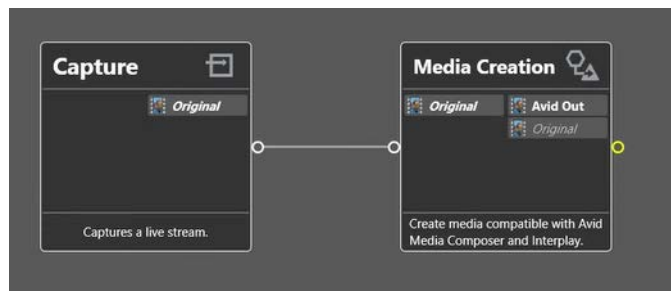 Capture
Original
Captures a live stream.
Media Creation
Original
Avid Out
Original
Create media compatible with Avid
Media Composer and Interplay.